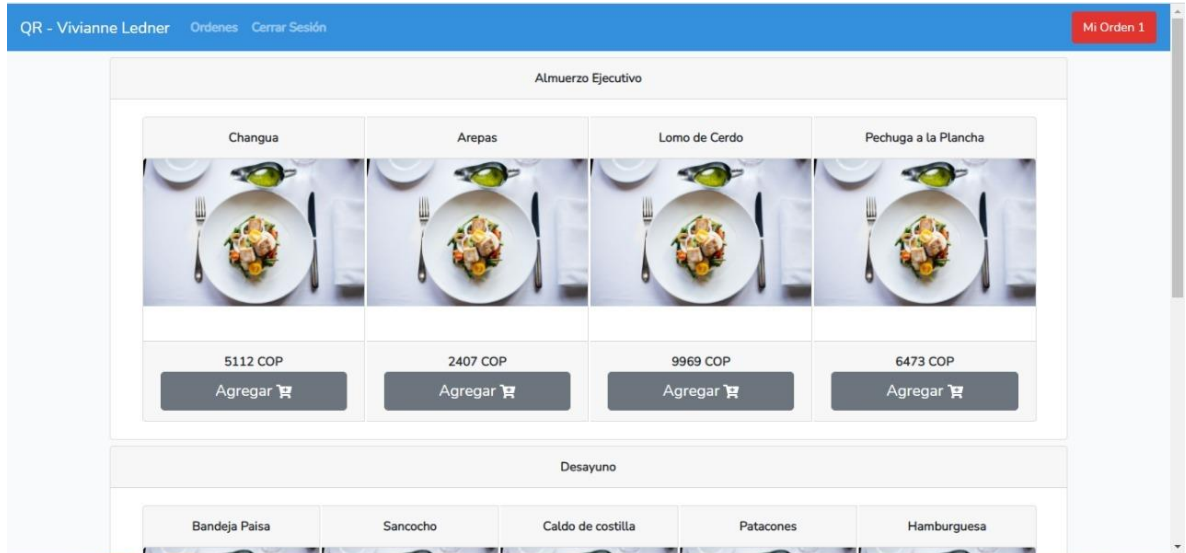 QR - Vivianne Ledner Ordenes Cerrar Sesión Mi Orden 1
Almuerzo Ejecutivo
Changua Arepas Lomo de Cerdo Pechuga a la Plancha
5112 COP 2407 COP 9969 COP 6473 COP
Agregar Agregar Agregar Agregar
Desayuno
Bandeja Paisa Sancocho Caldo de costilla Patacones Hamburguesa